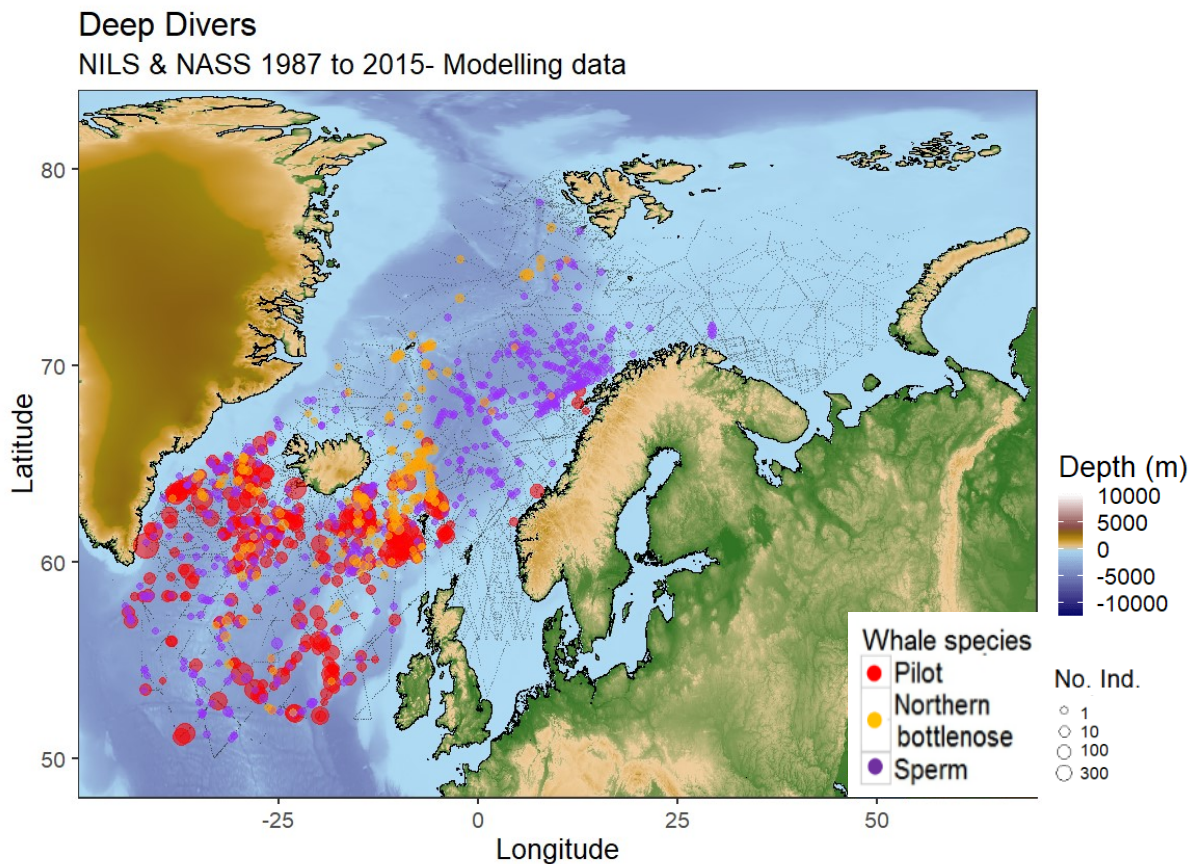 Deep Divers
NILS & NASS 1987 to 2015- Modelling data
80
70
60
50
Latitude
-25
0
25
50
Longitude
Depth (m)
10000
5000
0
-5000
-10000
Whale species
Pilot
Northern
bottlenose
Sperm
No. Ind.
1
10
100
300